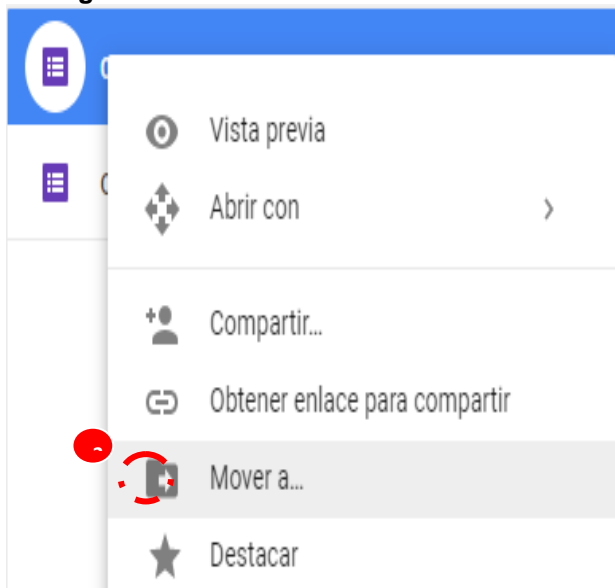 Vista previa
Abrir con
Compartir...
Obtener enlace para compartir
Mover a...
Destacar